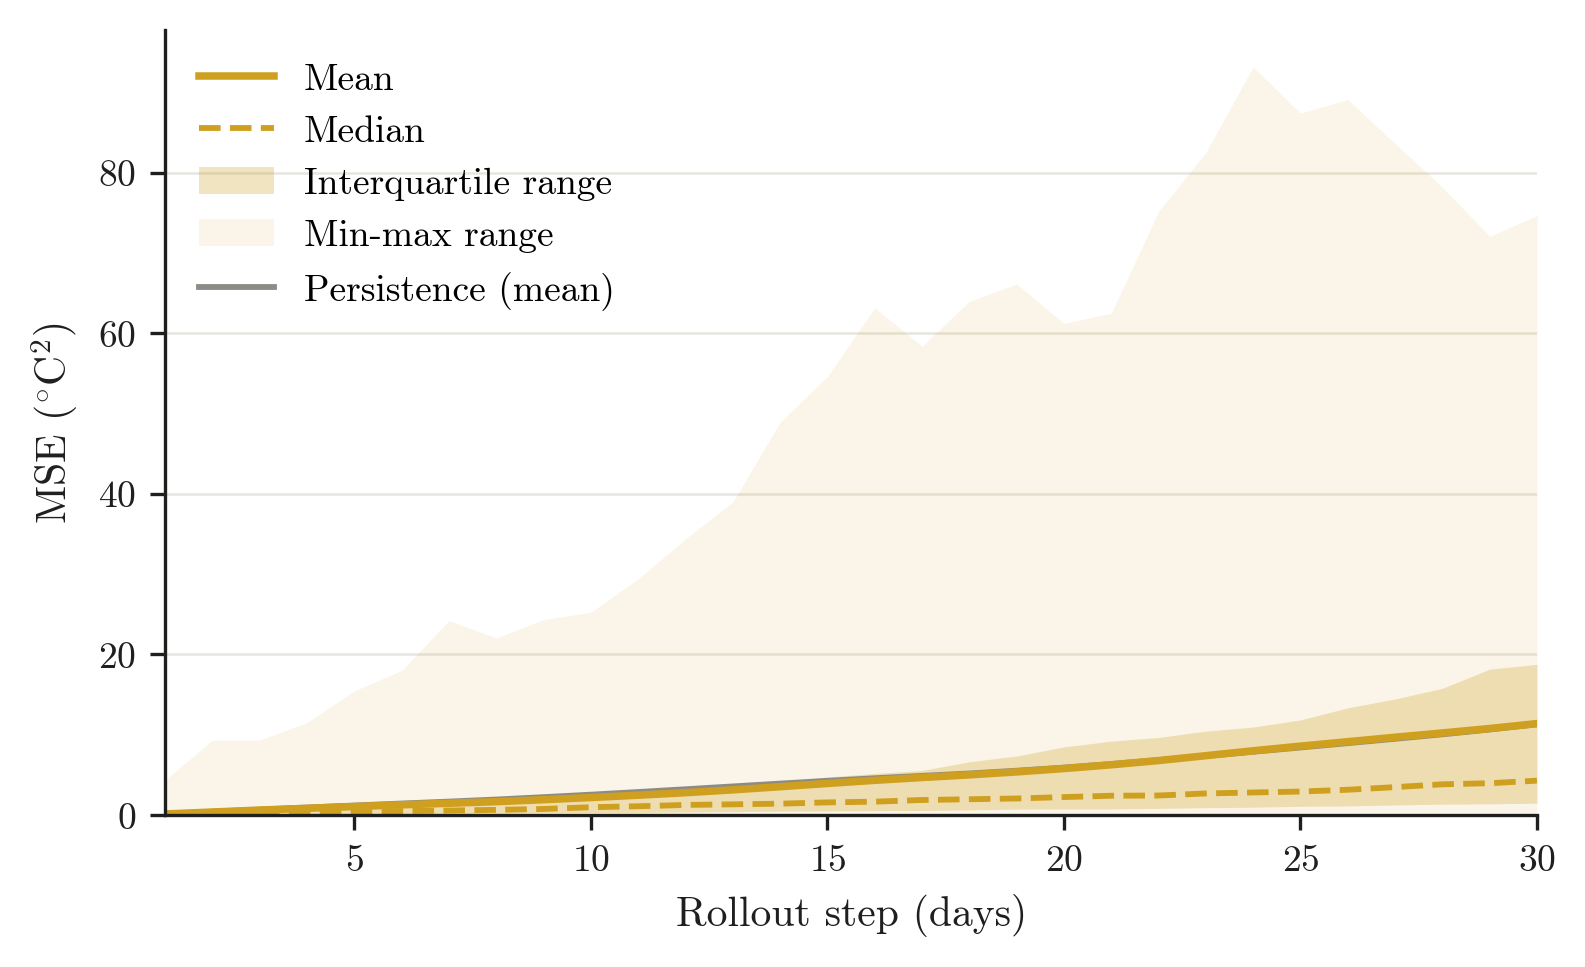 Mean
Median
Interquartile range
Min-max range
Persistence (mean)
80
60
40
20
0
MSE (°C²)
5 10 15 20 25 30
Rollout step (days)